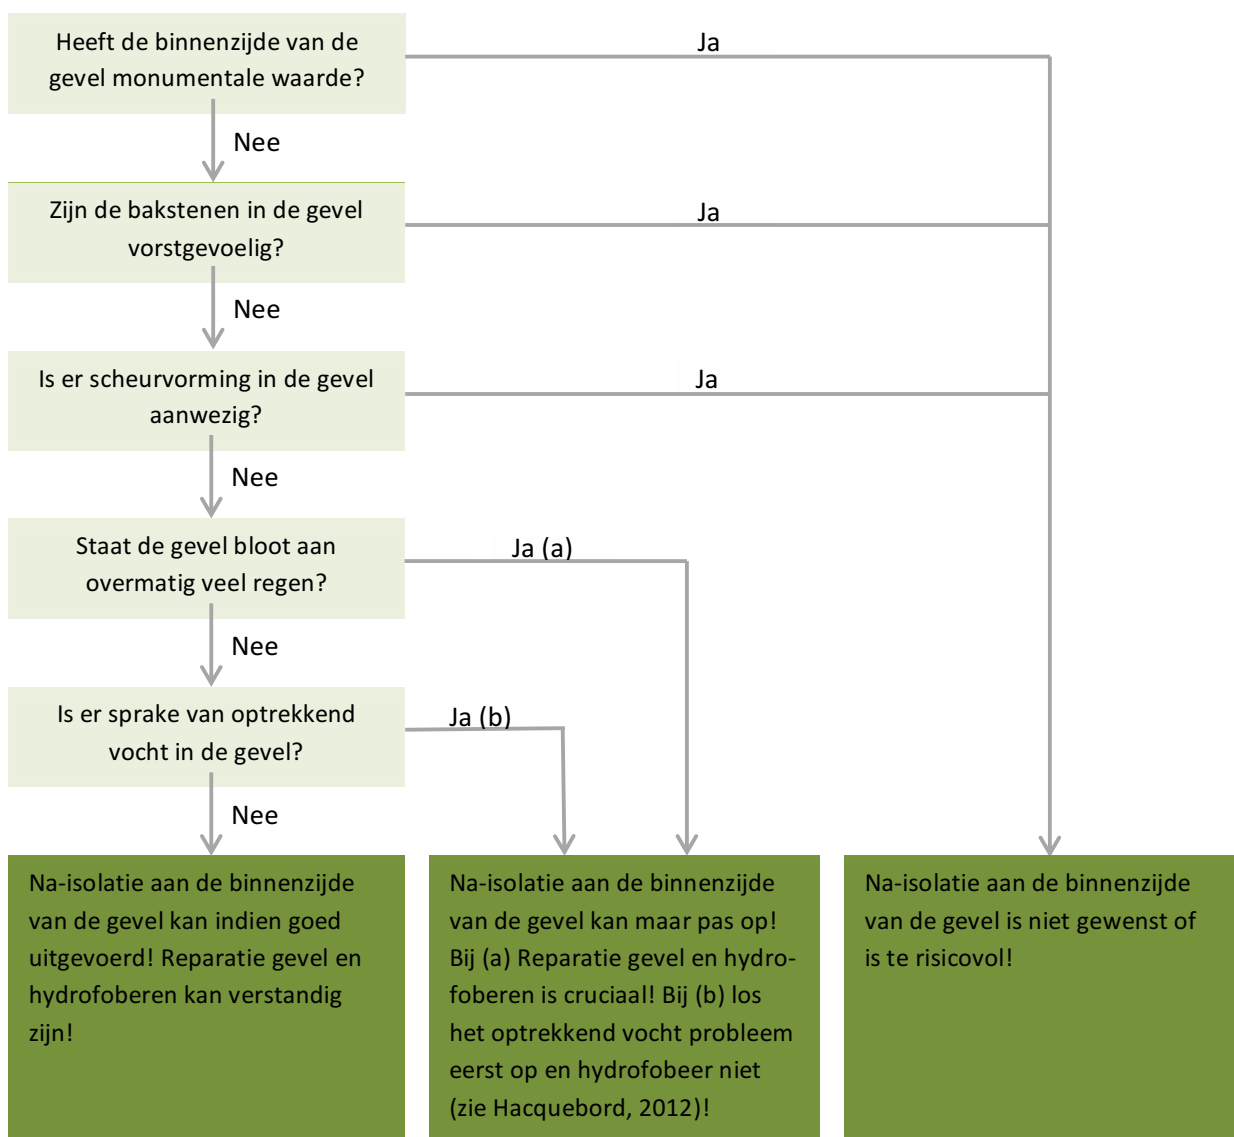 Heeft de binnenzijde van de
gevel monumentale waarde?
Ja
Nee
Zijn de bakstenen in de gevel
vorstgevoelig?
Ja
Nee
Is er scheurvorming in de gevel
aanwezig?
Ja
Nee
Staat de gevel bloot aan
overmatig veel regen?
Ja (a)
Nee
Is er sprake van optrekkend
vocht in de gevel?
Ja (b)
Nee
Na-isolatie aan de binnenzijde
van de gevel kan indien goed
uitgevoerd! Reparatie gevel en
hydrofoberen kan verstandig
zijn!
Na-isolatie aan de binnenzijde
van de gevel kan maar pas op!
Bij (a) Reparatie gevel en hydro-
foberen is cruciaal! Bij (b) los
het optrekkend vocht probleem
eerst op en hydrofobeer niet
(zie Hacquebord, 2012)!
Na-isolatie aan de binnenzijde
van de gevel is niet gewenst of
is te risicovol!